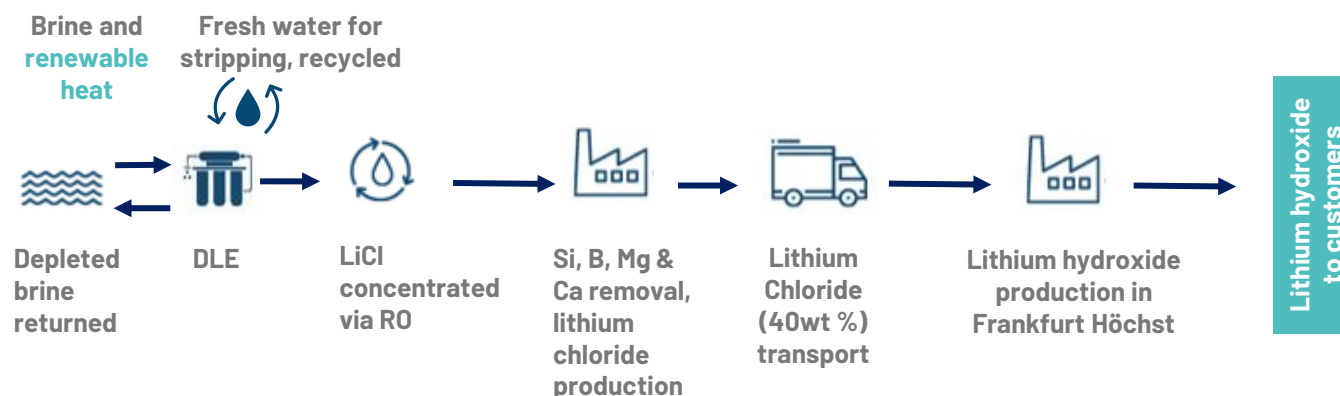 Brine and
renewable
heat
Fresh water for
stripping, recycled
Depleted
brine
returned
DLE
LiCl
concentrated
via RO
Si, B, Mg &
Ca removal,
lithium
chloride
production
Lithium
Chloride
(40wt %)
transport
Lithium hydroxide
production in
Frankfurt Höchst
Lithium hydroxide
to customers